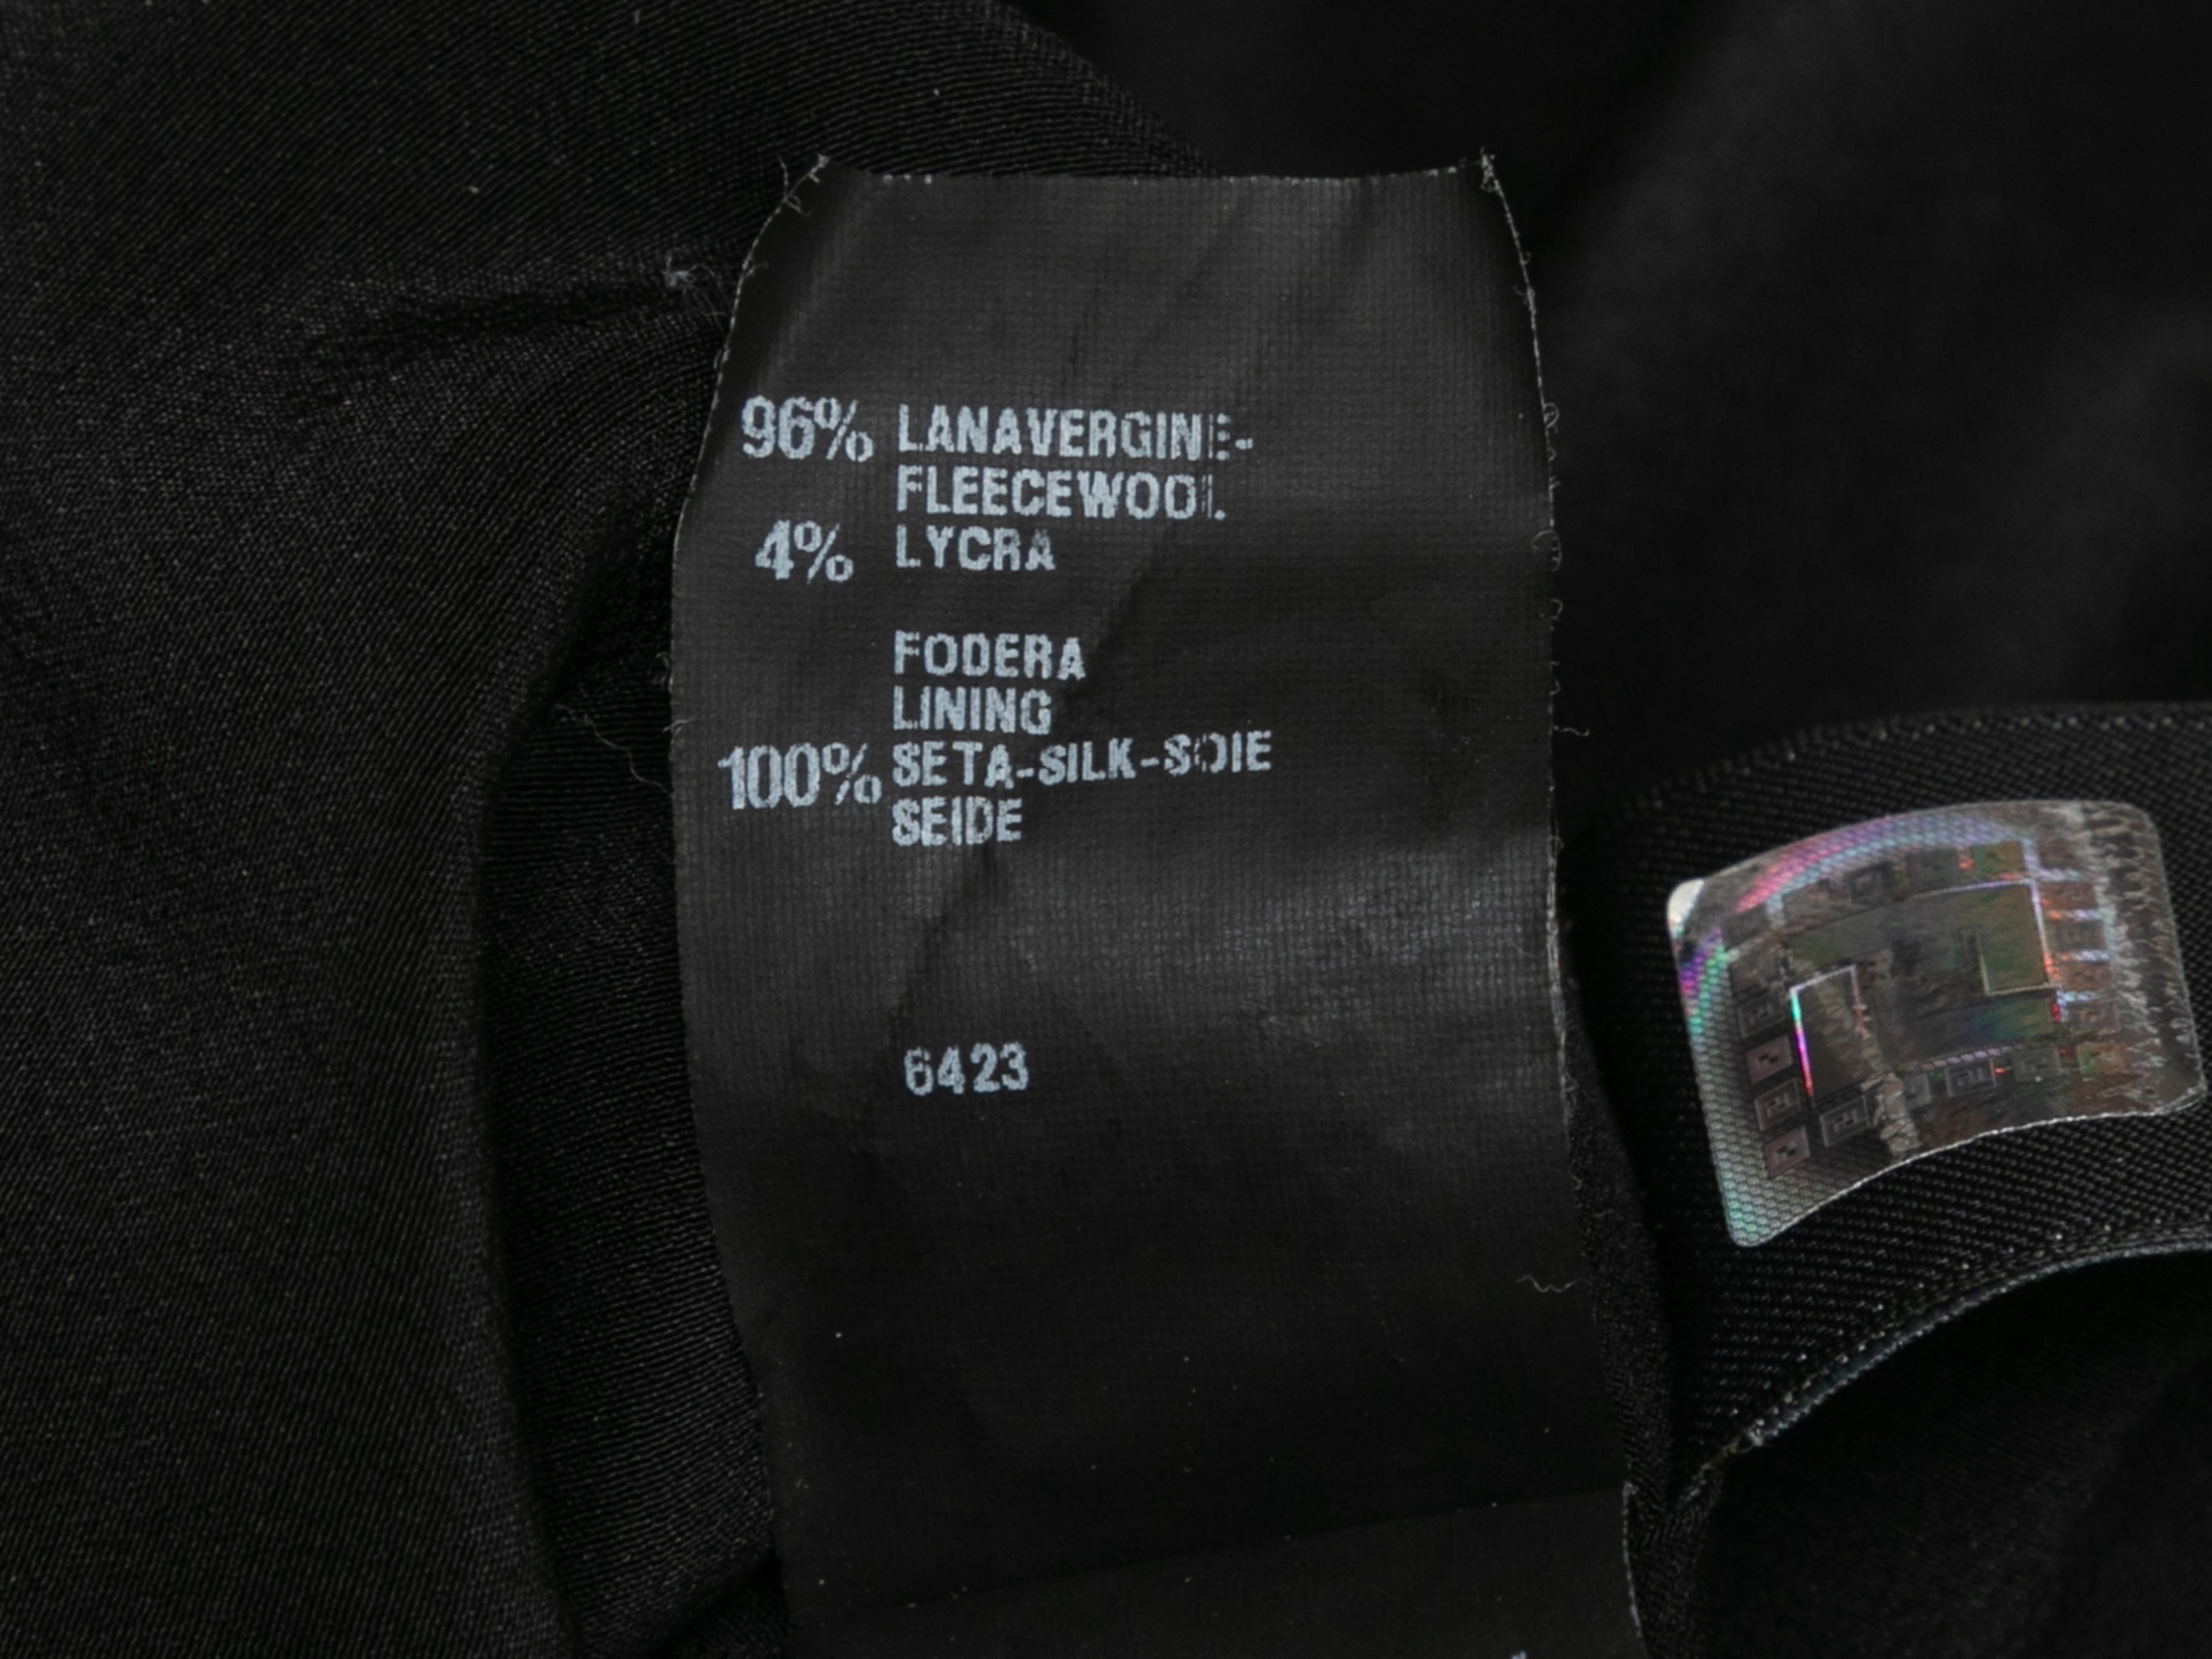 96% LANAVERGINE-
FLEECEWOOL
4% LYCRA
FODERA
LINING
100% SETA-SILK-SOIE
SEIDE
6423